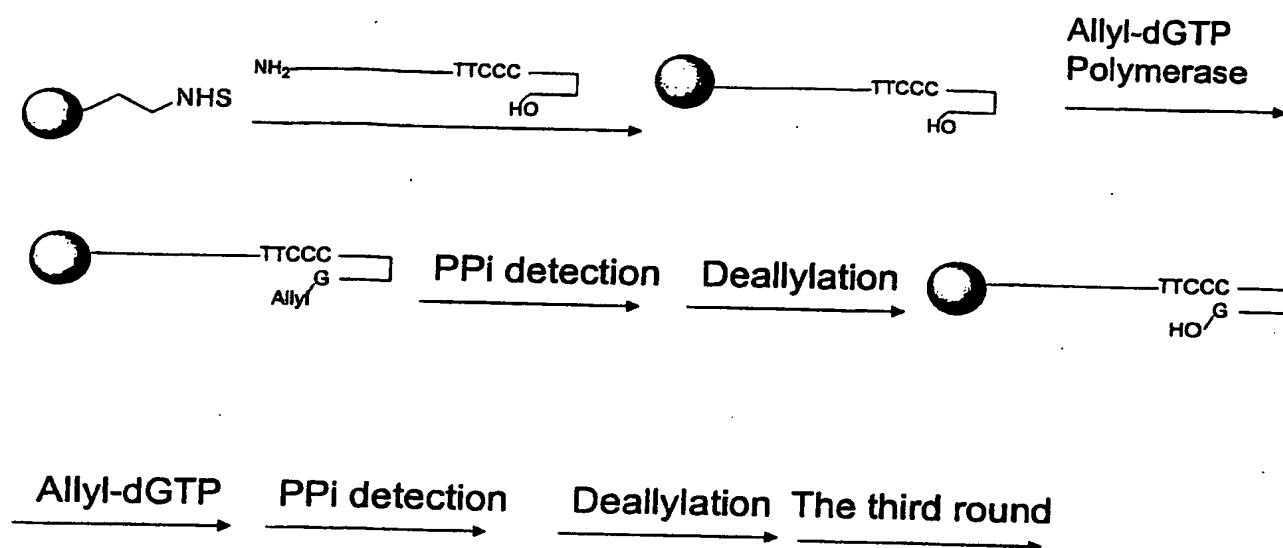 NHS
NH2
TTCCC
HO
TTCCC
HO
Allyl-dGTP
Polymerase
TTCCC
G
Allyl
PPi detection
Deallylation
TTCCC
G
HO
Allyl-dGTP
PPi detection
Deallylation
The third round